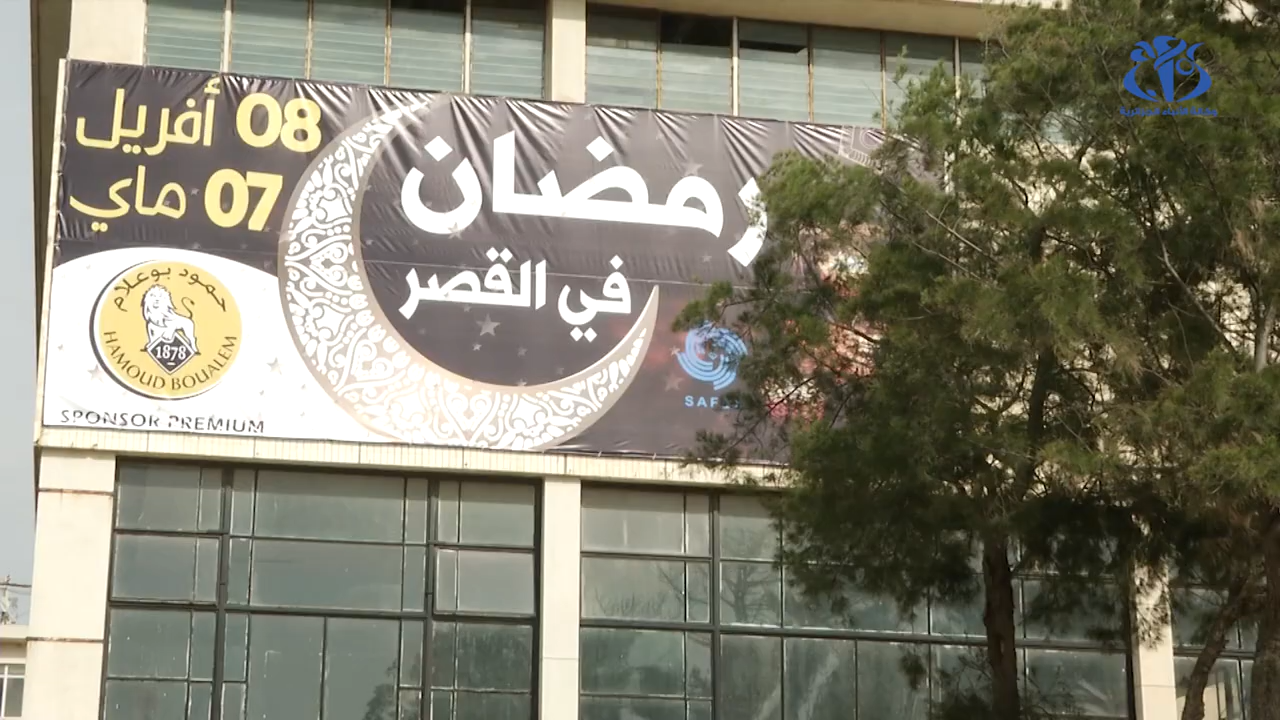 08 أفريل
07 ماي
رمضان
في القصر
حمود بوعلام
1878
HAMOUD BOUALEM
SPONSOR PREMIUM